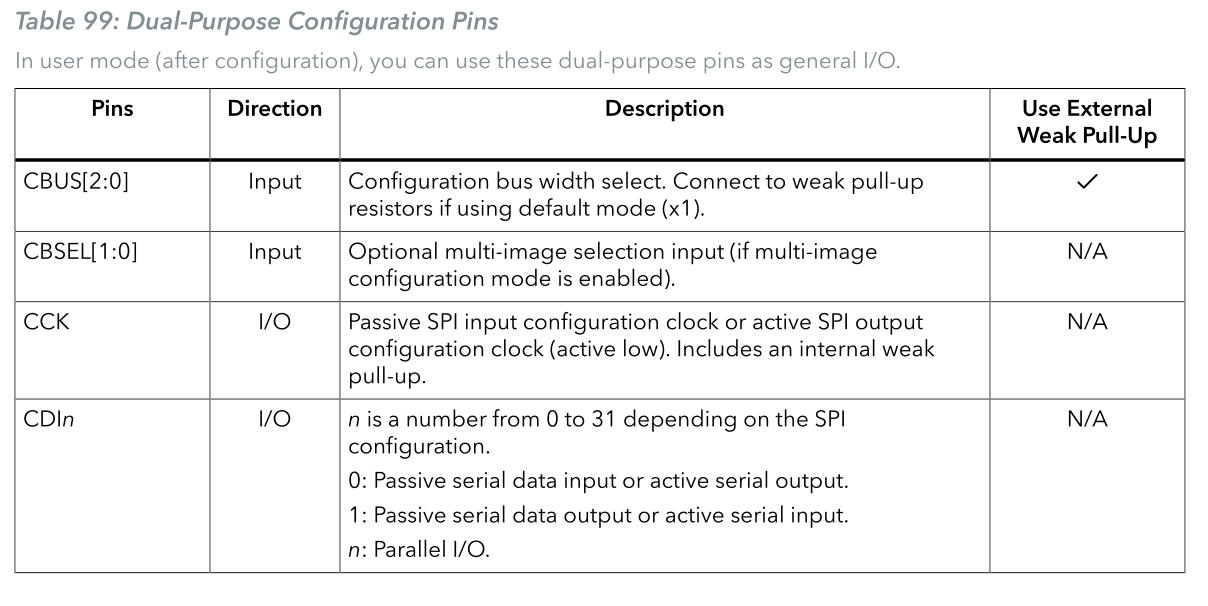 Table 99: Dual-Purpose Configuration Pins
In user mode (after configuration), you can use these dual-purpose pins as general I/O.
Pins Direction Description Use External
Weak Pull-Up
CBUS[2:0] Input Configuration bus width select. Connect to weak pull-up ✓
resistors if using default mode (x1).
CBSEL[1:0] Input Optional multi-image selection input (if multi-image N/A
configuration mode is enabled).
CCK I/O Passive SPI input configuration clock or active SPI output N/A
configuration clock (active low). Includes an internal weak
pull-up.
CDIn I/O n is a number from 0 to 31 depending on the SPI N/A
configuration.
0: Passive serial data input or active serial output.
1: Passive serial data output or active serial input.
n: Parallel I/O.